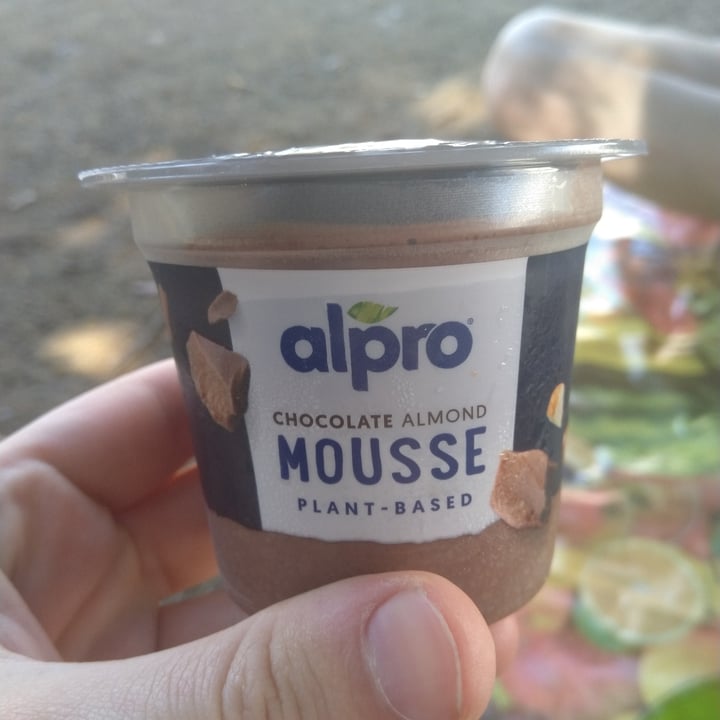 alpro®
CHOCOLATE ALMOND
MOUSSE
PLANT-BASED